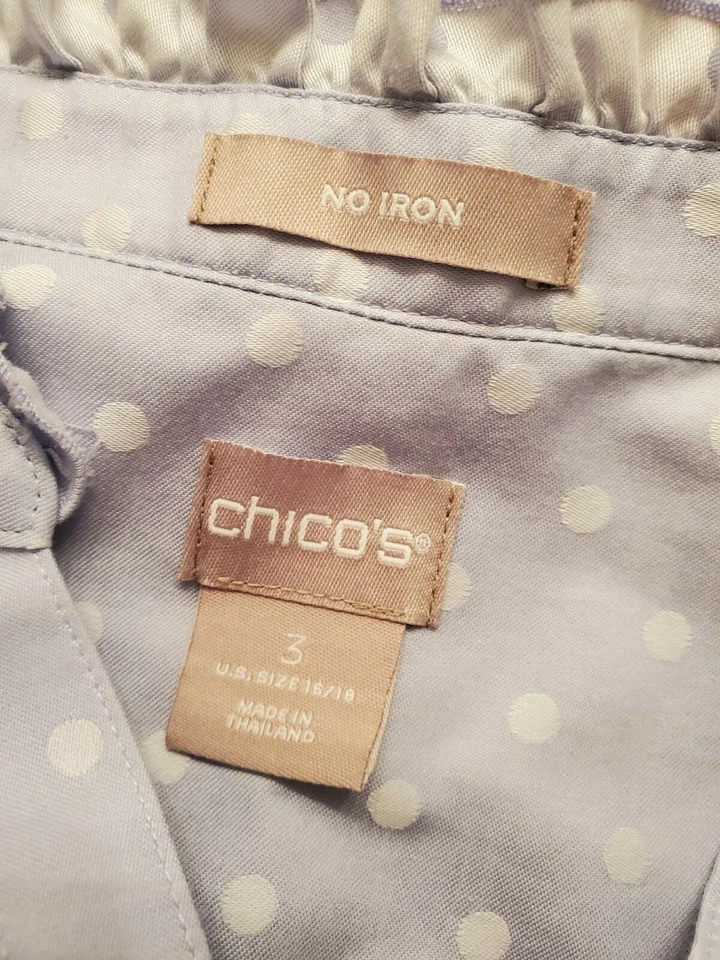 NO IRON
chico's®
3
U.S. SIZE 16/18
MADE IN
THAILAND